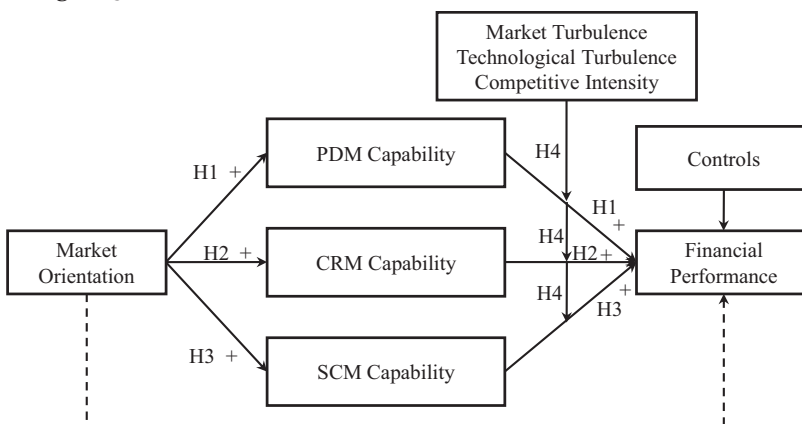 Market Turbulence
Technological Turbulence
Competitive Intensity
H4
PDM Capability
Controls
H1 +
H1
+
Market
Orientation
H2 +
CRM Capability
H4
H2 +
Financial
Performance
H4
+
H3
H3 +
SCM Capability